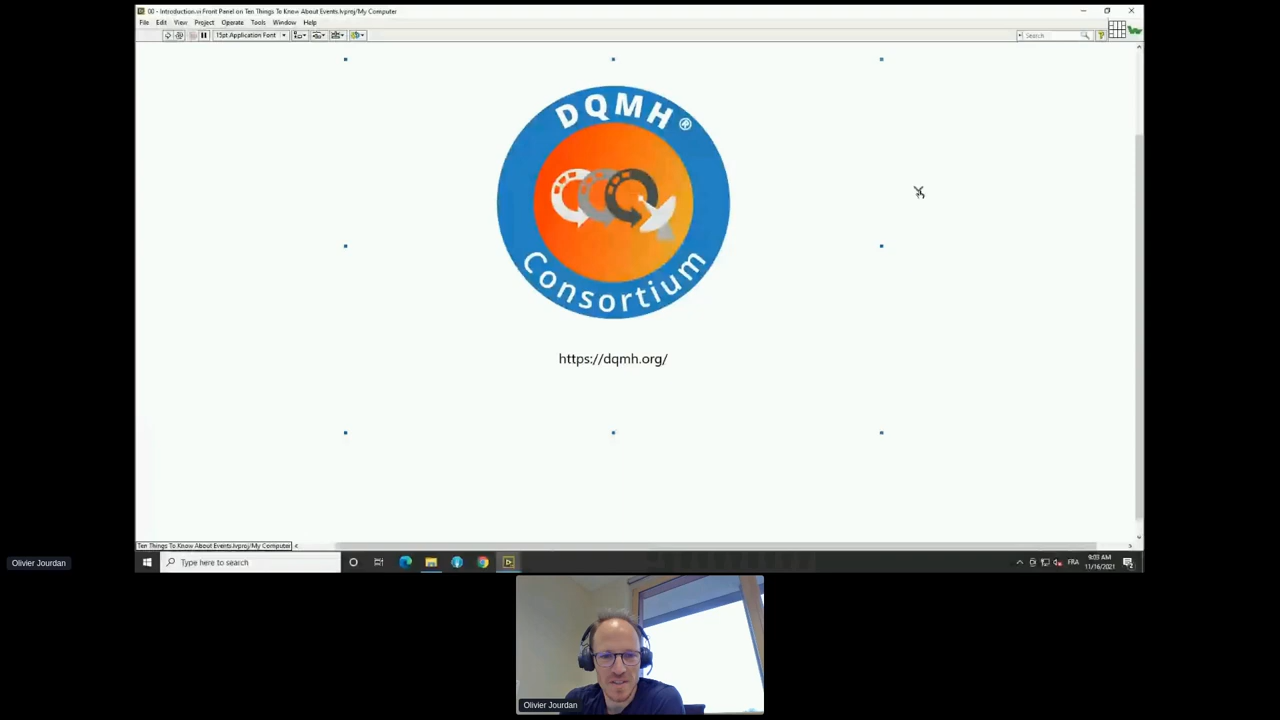 00 - Introduction.vi Front Panel on Ten Things To Know About Events.lvproj/My Computer
File Edit View Project Operate Tools Window Help
15pt Application Font
Search
DQMH®
Consortium
https://dqmh.org/
Ten Things To Know About Events.lvproj/My Computer
Type here to search
FRA
9:03 AM
11/16/2021
Olivier Jourdan
Olivier Jourdan